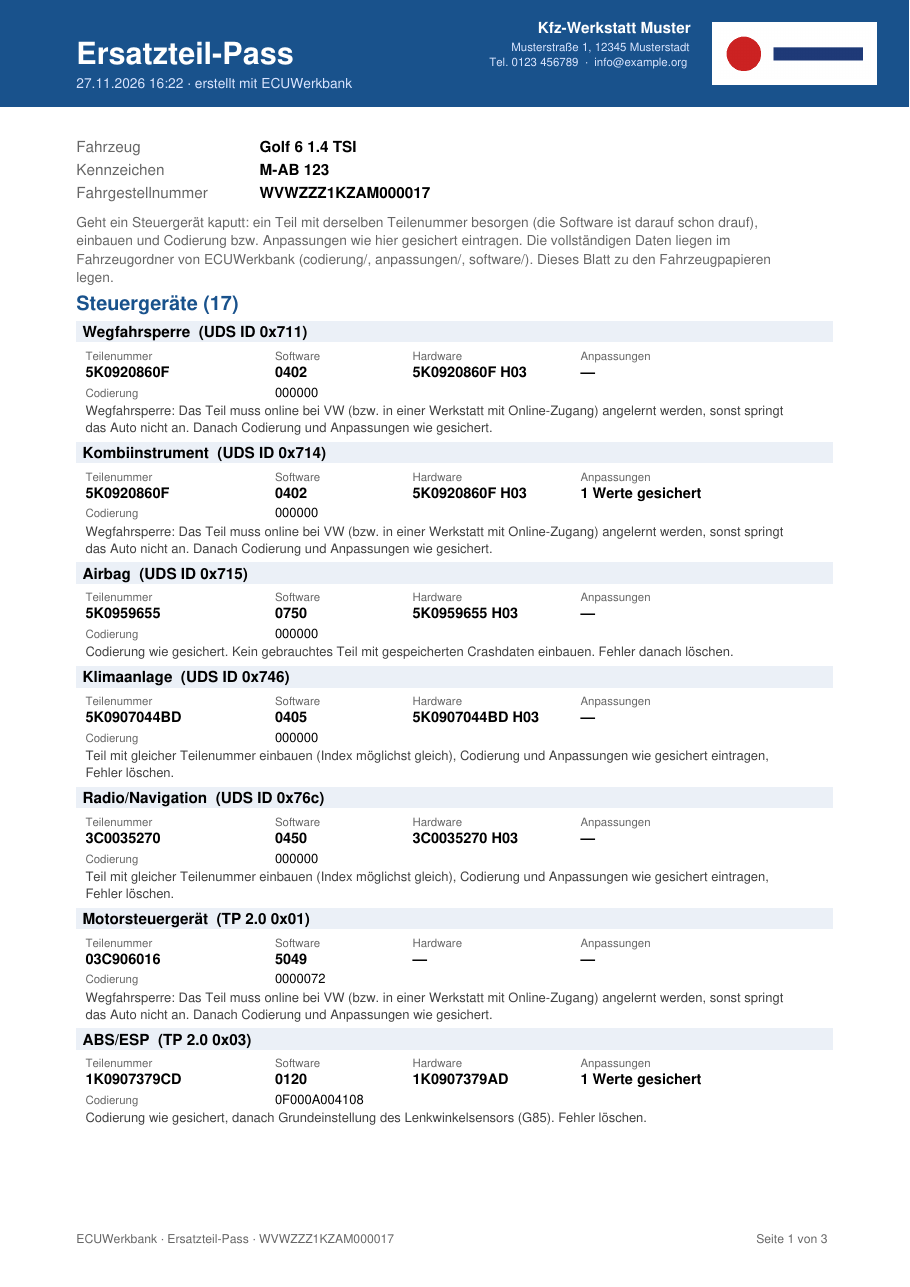 Ersatzteil-Pass
27.11.2026 16:22 · erstellt mit ECUWerkbank
Kfz-Werkstatt Muster
Musterstraße 1, 12345 Musterstadt
Tel. 0123 456789 · info@example.org
Fahrzeug Golf 6 1.4 TSI
Kennzeichen M-AB 123
Fahrgestellnummer WVWZZZ1KZAM000017
Geht ein Steuergerät kaputt: ein Teil mit derselben Teilenummer besorgen (die Software ist darauf schon drauf),
einbauen und Codierung bzw. Anpassungen wie hier gesichert eintragen. Die vollständigen Daten liegen im
Fahrzeugordner von ECUWerkbank (codierung/, anpassungen/, software/). Dieses Blatt zu den Fahrzeugpapieren
legen.
Steuergeräte (17)
Wegfahrsperre (UDS ID 0x711)
Teilenummer Software Hardware Anpassungen
5K0920860F 0402 5K0920860F H03 —
Codierung 000000
Wegfahrsperre: Das Teil muss online bei VW (bzw. in einer Werkstatt mit Online-Zugang) angelernt werden, sonst springt
das Auto nicht an. Danach Codierung und Anpassungen wie gesichert.
Kombiinstrument (UDS ID 0x714)
Teilenummer Software Hardware Anpassungen
5K0920860F 0402 5K0920860F H03 1 Werte gesichert
Codierung 000000
Wegfahrsperre: Das Teil muss online bei VW (bzw. in einer Werkstatt mit Online-Zugang) angelernt werden, sonst springt
das Auto nicht an. Danach Codierung und Anpassungen wie gesichert.
Airbag (UDS ID 0x715)
Teilenummer Software Hardware Anpassungen
5K0959655 0750 5K0959655 H03 —
Codierung 000000
Codierung wie gesichert. Kein gebrauchtes Teil mit gespeicherten Crashdaten einbauen. Fehler danach löschen.
Klimaanlage (UDS ID 0x746)
Teilenummer Software Hardware Anpassungen
5K0907044BD 0405 5K0907044BD H03 —
Codierung 000000
Teil mit gleicher Teilenummer einbauen (Index möglichst gleich), Codierung und Anpassungen wie gesichert eintragen,
Fehler löschen.
Radio/Navigation (UDS ID 0x76c)
Teilenummer Software Hardware Anpassungen
3C0035270 0450 3C0035270 H03 —
Codierung 000000
Teil mit gleicher Teilenummer einbauen (Index möglichst gleich), Codierung und Anpassungen wie gesichert eintragen,
Fehler löschen.
Motorsteuergerät (TP 2.0 0x01)
Teilenummer Software Hardware Anpassungen
03C906016 5049 — —
Codierung 0000072
Wegfahrsperre: Das Teil muss online bei VW (bzw. in einer Werkstatt mit Online-Zugang) angelernt werden, sonst springt
das Auto nicht an. Danach Codierung und Anpassungen wie gesichert.
ABS/ESP (TP 2.0 0x03)
Teilenummer Software Hardware Anpassungen
1K0907379CD 0120 1K0907379AD 1 Werte gesichert
Codierung 0F000A004108
Codierung wie gesichert, danach Grundeinstellung des Lenkwinkelsensors (G85). Fehler löschen.
ECUWerkbank · Ersatzteil-Pass · WVWZZZ1KZAM000017 Seite 1 von 3